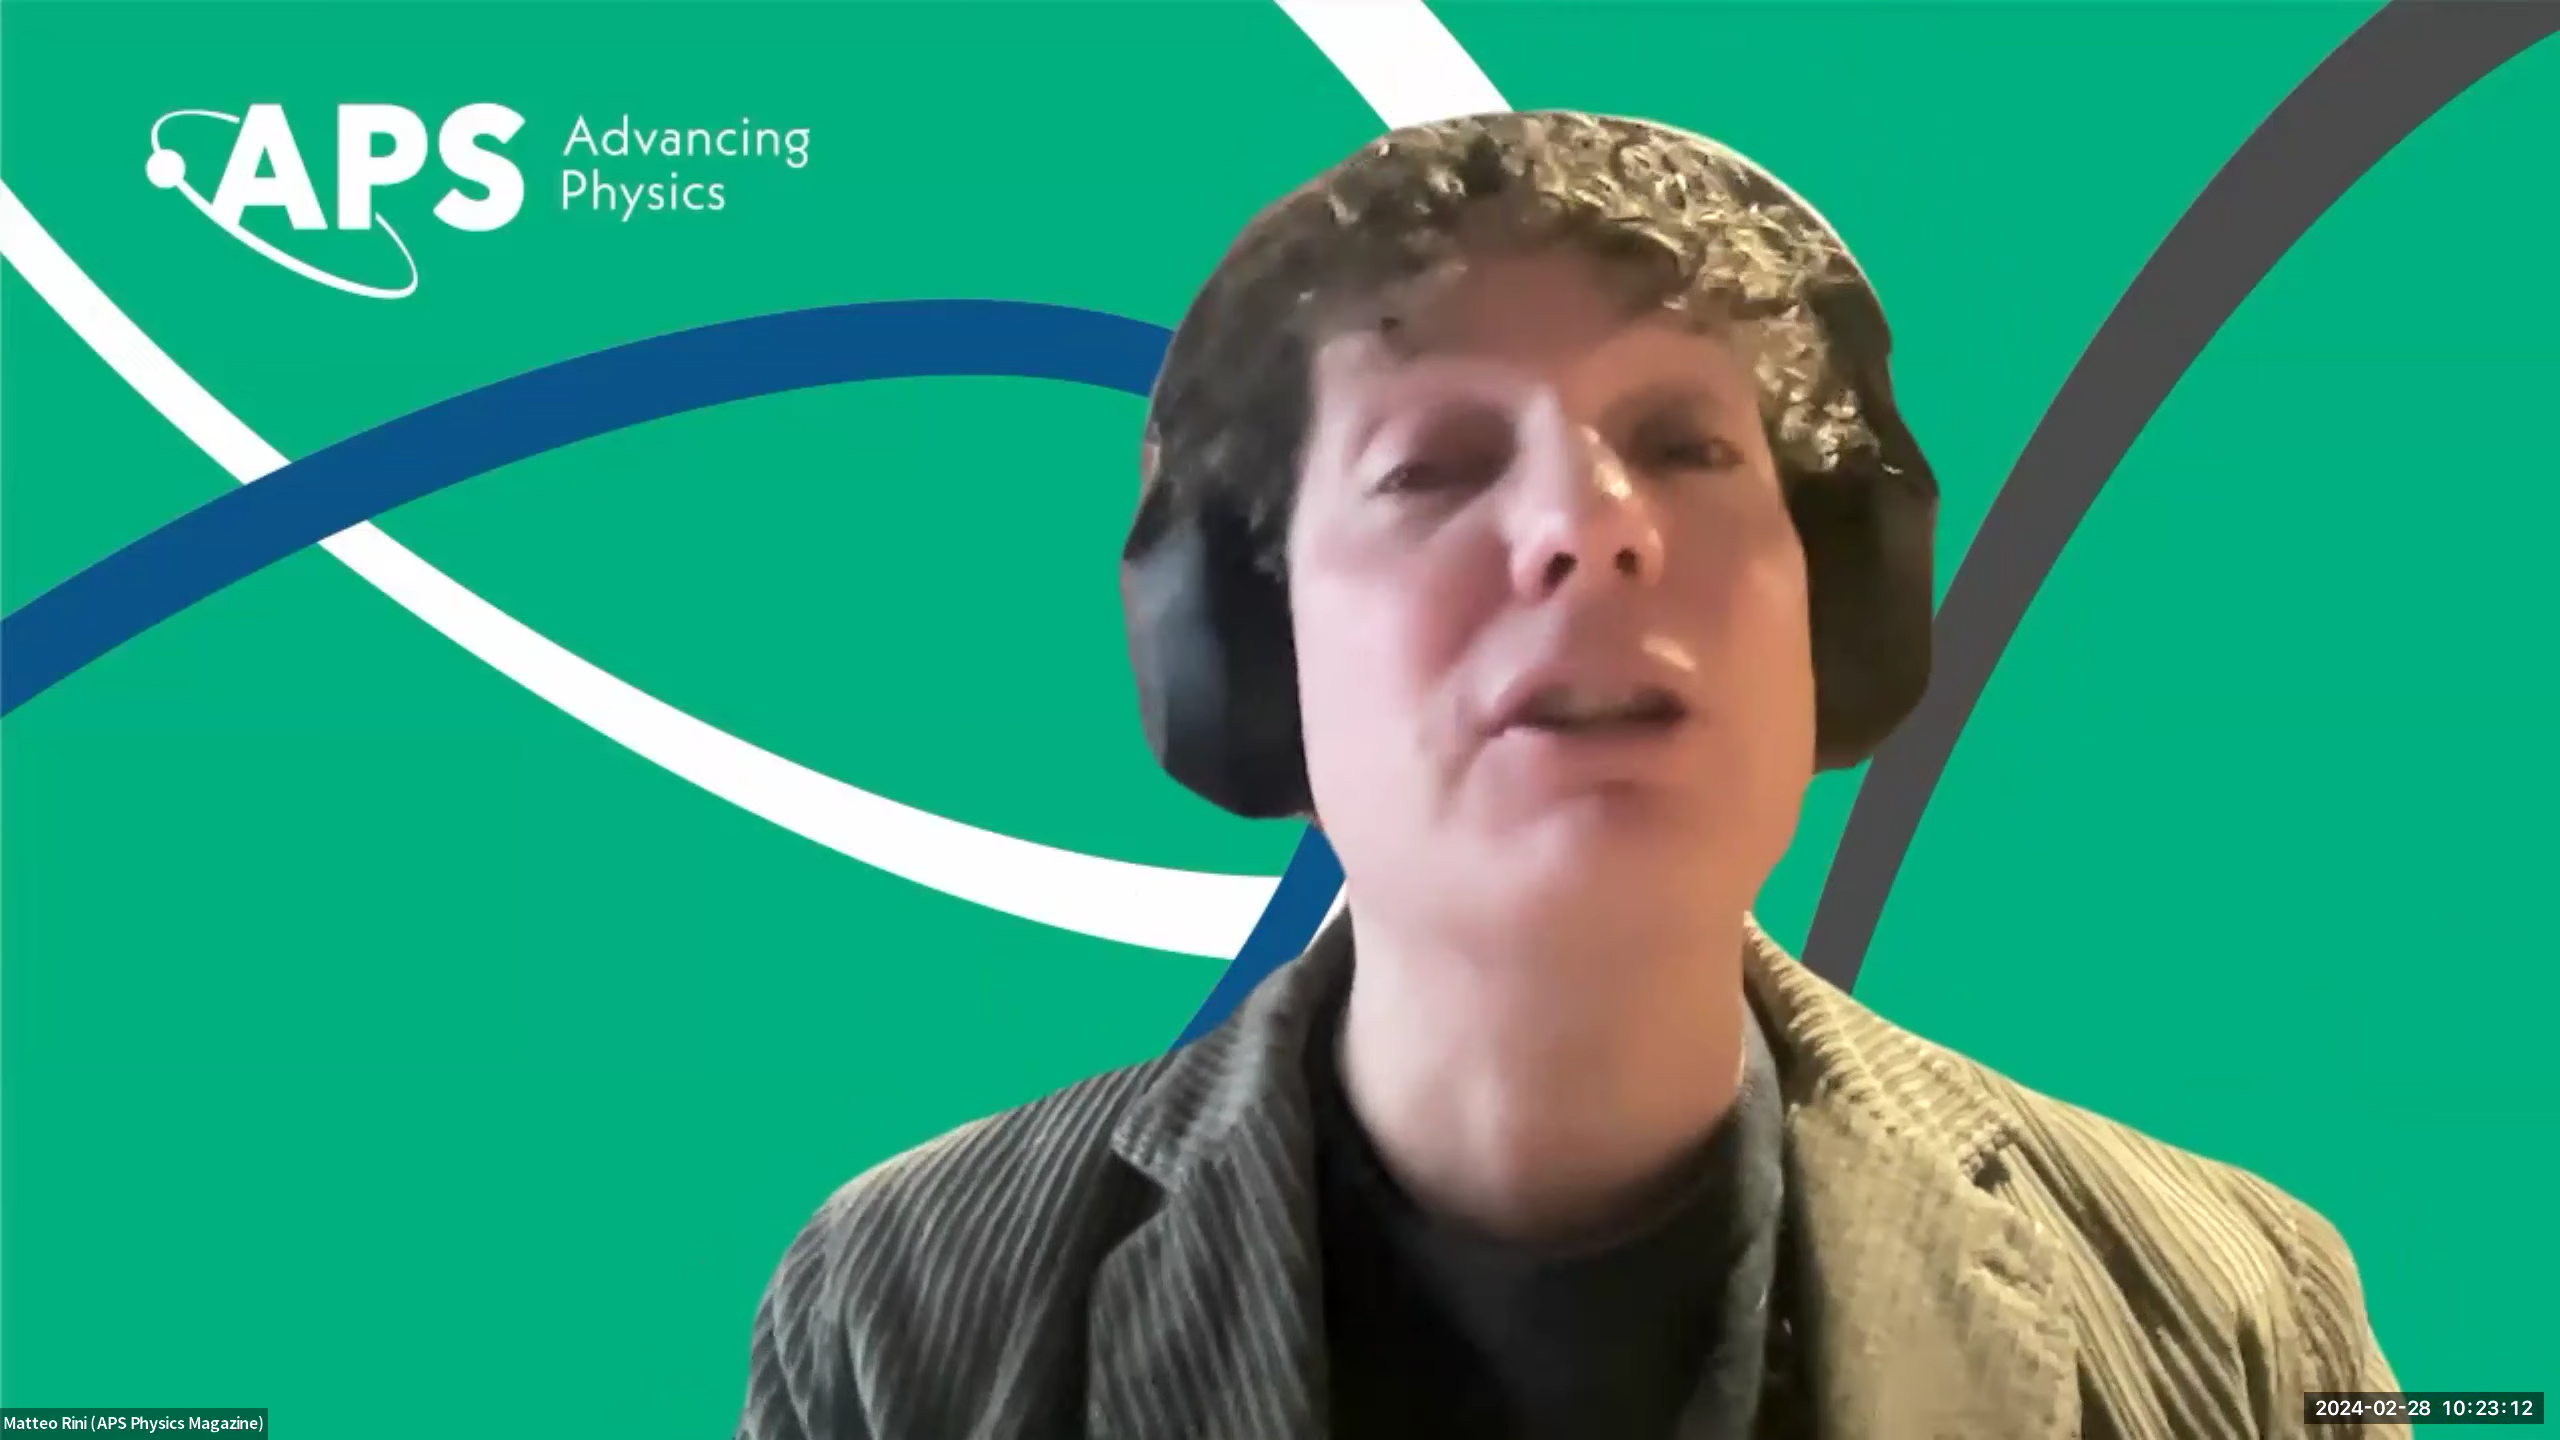 APS
Advancing
Physics
Matteo Rini (APS Physics Magazine)
2024-02-28 10:23:12